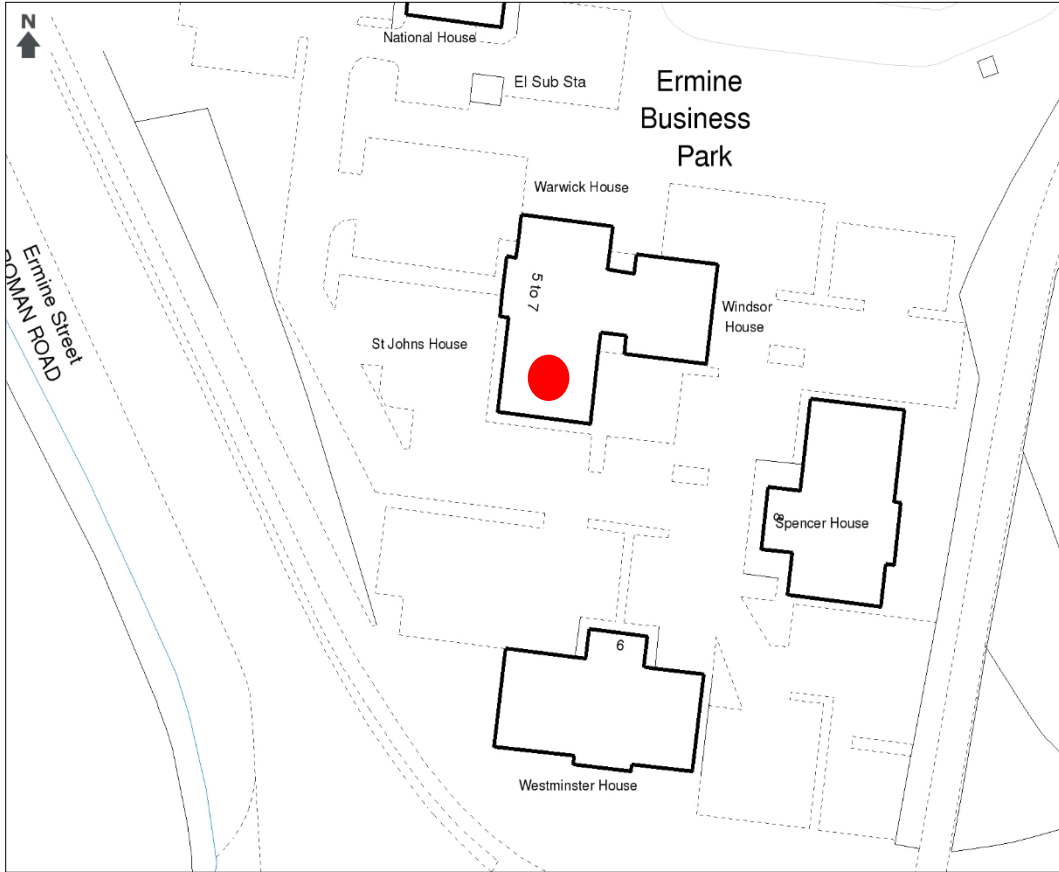 N
National House
El Sub Sta
Ermine
Business
Park
Warwick House
5 to 7
Windsor
House
St Johns House
Ermine Street
ROMAN ROAD
8
Spencer House
6
Westminster House